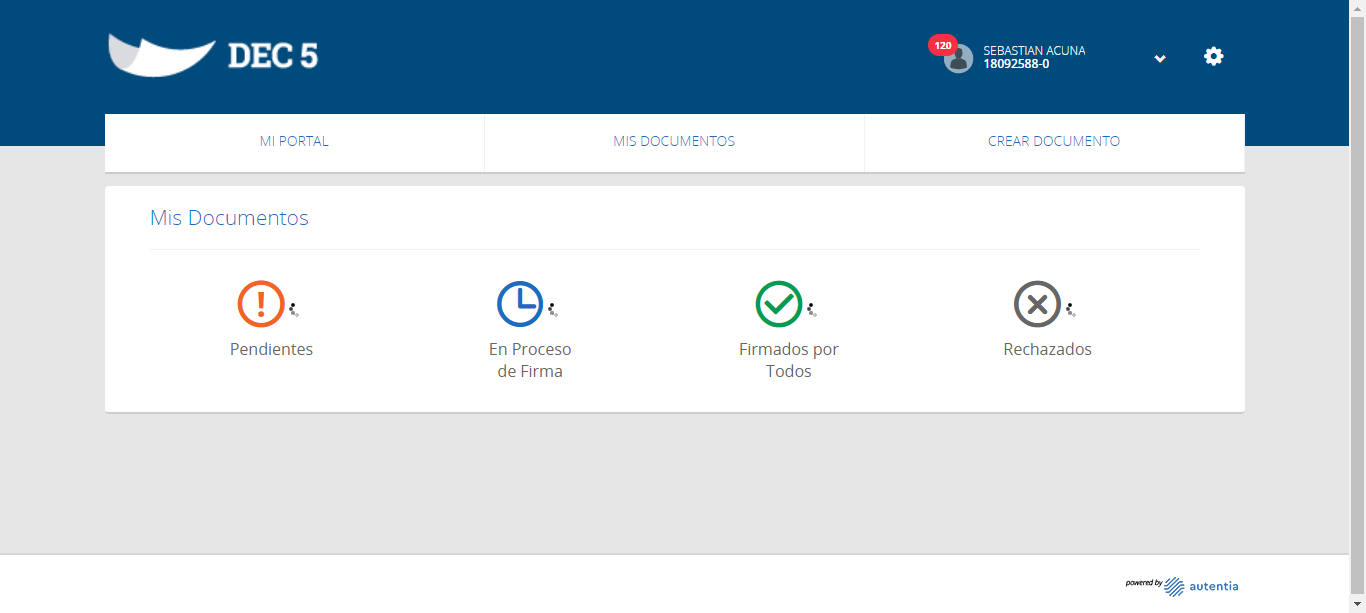 DEC 5
120
SEBASTIAN ACUNA
18092588-0
MI PORTAL
MIS DOCUMENTOS
CREAR DOCUMENTO
Mis Documentos
Pendientes
En Proceso
de Firma
Firmados por
Todos
Rechazados
powered by
autentia